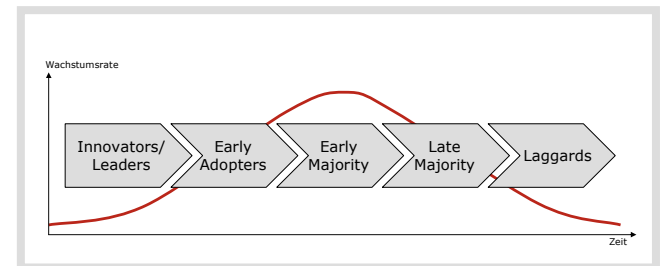 Wachstumsrate
Innovators/
Leaders
Early
Adopters
Early
Majority
Late
Majority
Laggards
Zeit